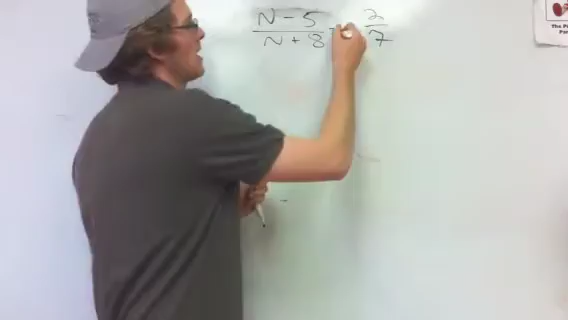 N - 5 / N + 8 = 2 / 7